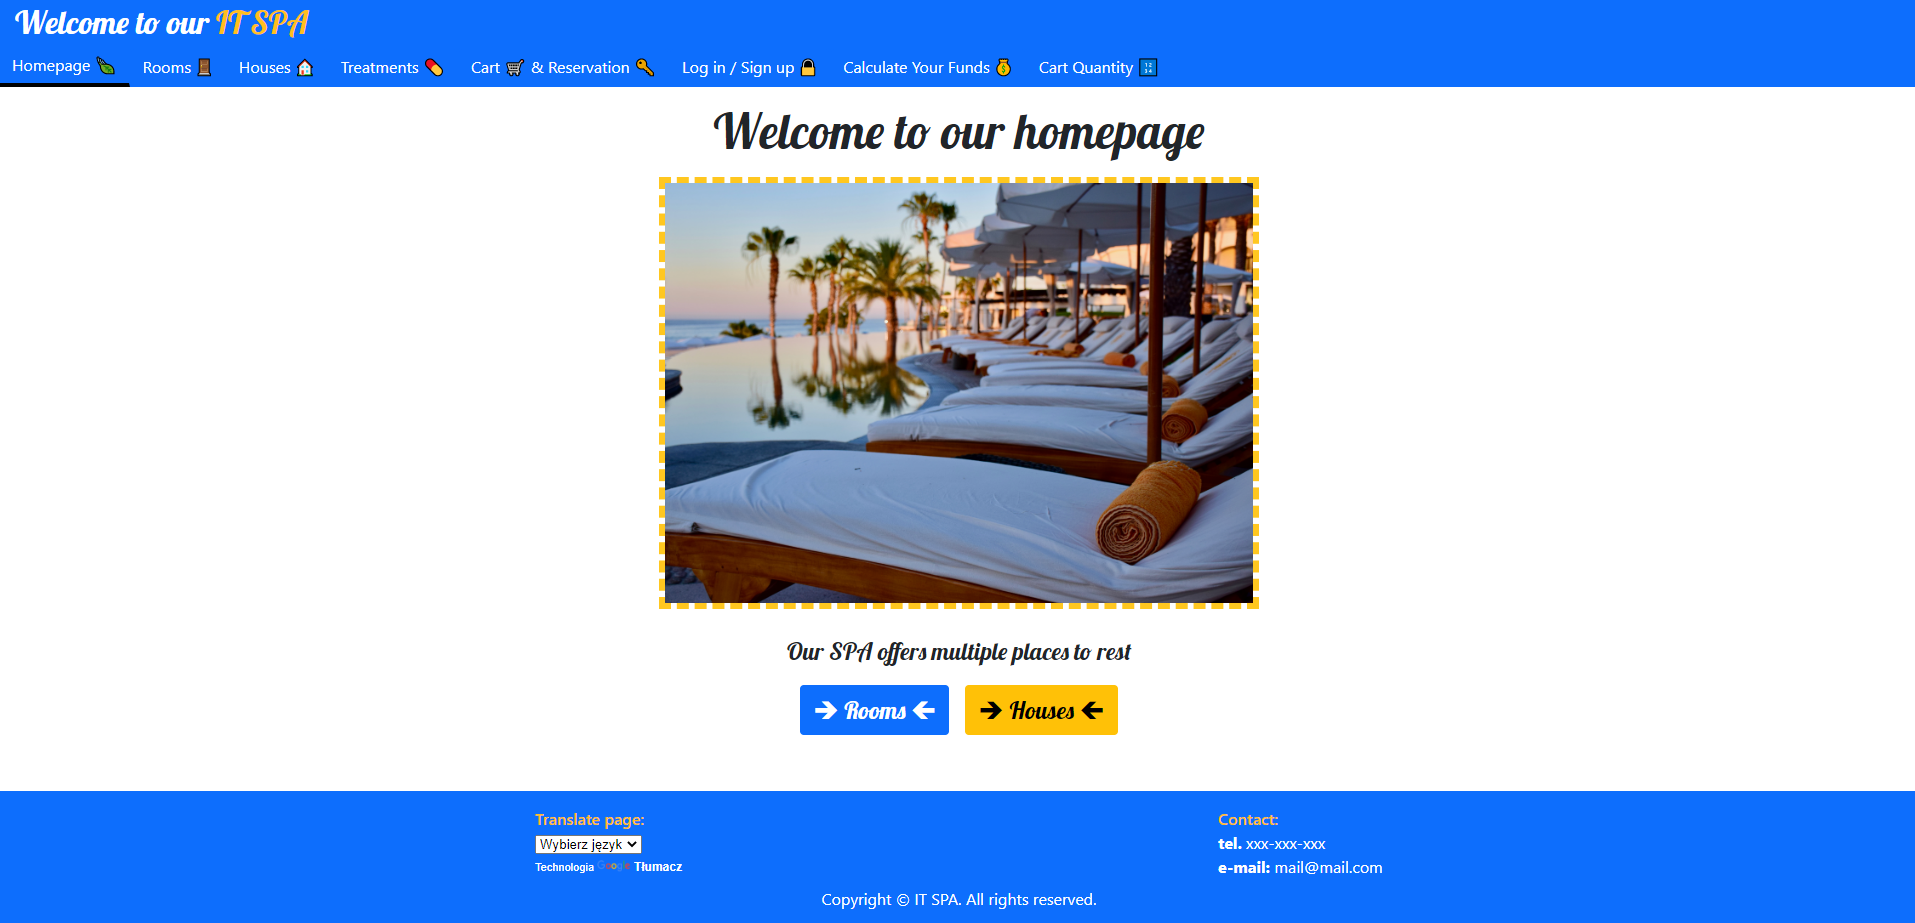 Welcome to our IT SPA
Homepage Rooms Houses Treatments Cart & Reservation Log in / Sign up Calculate Your Funds Cart Quantity
Welcome to our homepage
Our SPA offers multiple places to rest
→ Rooms ← → Houses ←
Translate page:
Wybierz język
Technologia Google Tłumacz
Contact:
tel. xxx-xxx-xxx
e-mail: mail@mail.com
Copyright © IT SPA. All rights reserved.